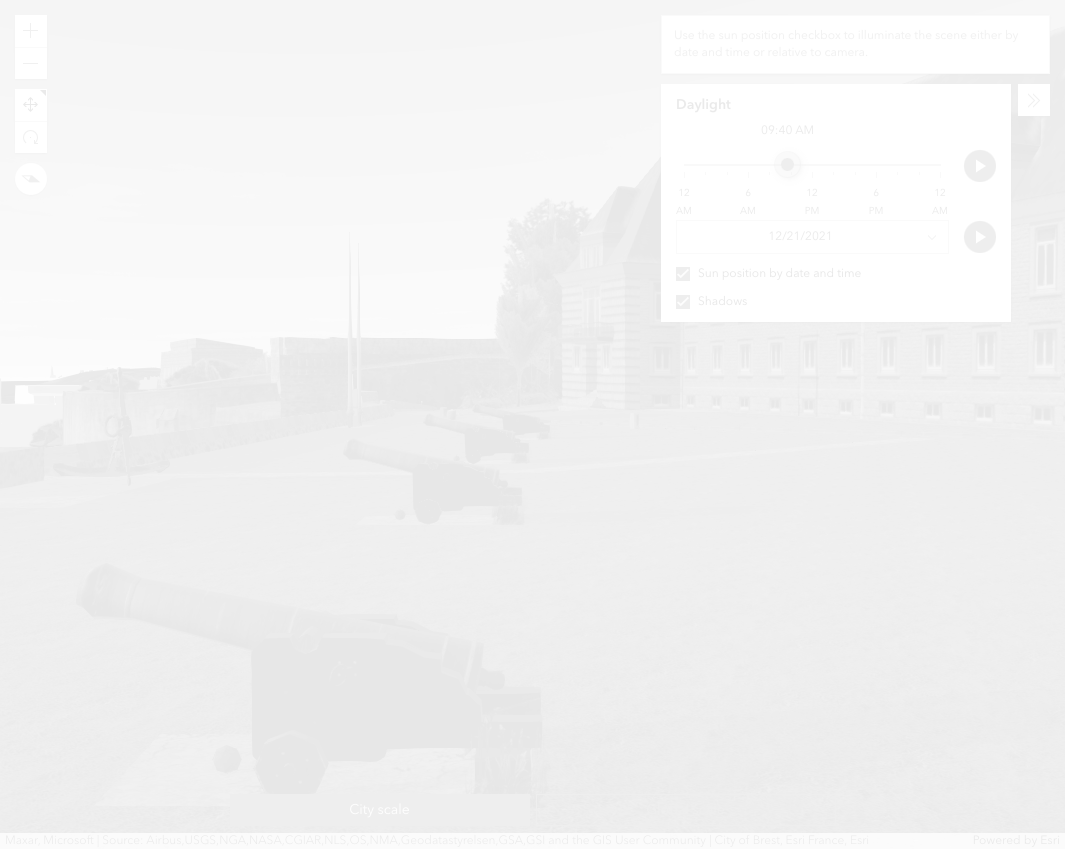 Use the sun position checkbox to illuminate the scene either by
date and time or relative to camera.
Daylight
09:40 AM
12 6 12 6 12
AM AM PM PM AM
12/21/2021
Sun position by date and time
Shadows
City scale
Maxar, Microsoft | Source: Airbus,USGS,NGA,NASA,CGIAR,NLS,OS,NMA,Geodatastyrelsen,GSA,GSI and the GIS User Community | City of Brest, Esri France, Esri
Powered by Esri